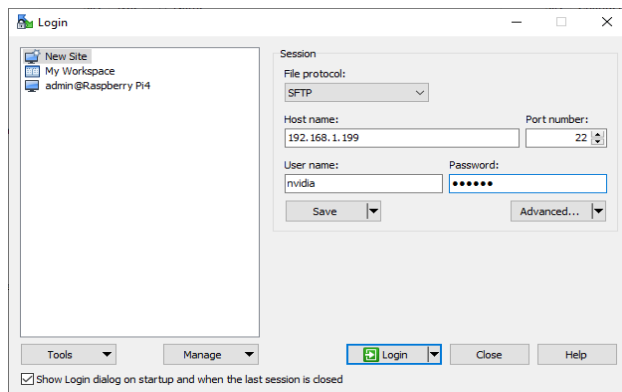 Login
New Site
My Workspace
admin@Raspberry Pi4
Session
File protocol:
SFTP
Host name:
Port number:
192.168.1.199
22
User name:
Password:
nvidia
••••••
Save
Advanced...
Tools
Manage
Login
Close
Help
Show Login dialog on startup and when the last session is closed